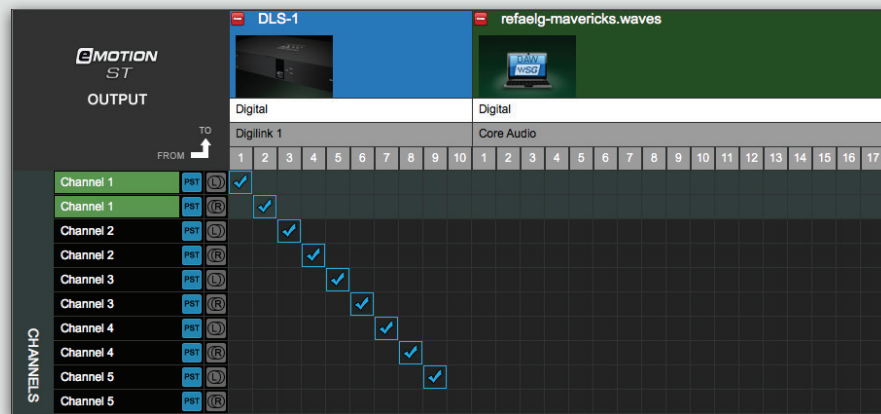 DLS-1
refaelg-mavericks.waves
eMOTION
ST
OUTPUT
DAW
WSG
Digital
Digital
TO
Digilink 1
Core Audio
FROM
1 2 3 4 5 6 7 8 9 10 1 2 3 4 5 6 7 8 9 10 11 12 13 14 15 16 17
CHANNELS
Channel 1 PST (L)
Channel 1 PST (R
Channel 2 PST (L)
Channel 2 PST (R
Channel 3 PST (L)
Channel 3 PST (R
Channel 4 PST (L)
Channel 4 PST (R
Channel 5 PST (L)
Channel 5 PST (R